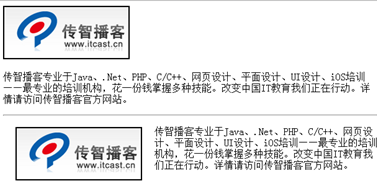 传智播客
www.itcast.cn
传智播客专业于Java、.Net、PHP、C/C++、网页设计、平面设计、UI设计、iOS培训
——最专业的培训机构，花一份钱掌握多种技能。改变中国IT教育我们正在行动。详
情请访问传智播客官方网站。
传智播客
www.itcast.cn
传智播客专业于Java、.Net、PHP、C/C++、网页设
计、平面设计、UI设计、iOS培训——最专业的培训
机构，花一份钱掌握多种技能。改变中国IT教育我
们正在行动。详情请访问传智播客官方网站。